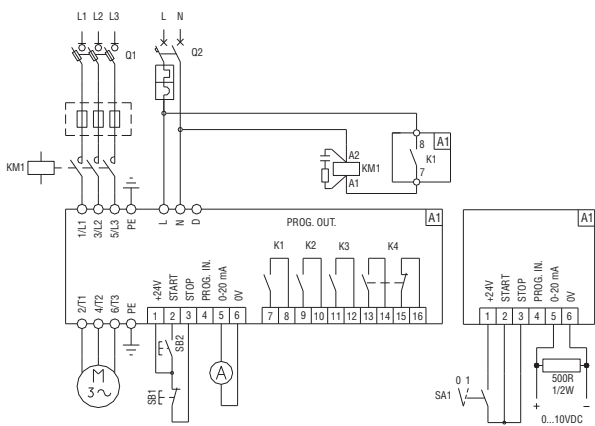 L1 L2 L3 L N
Q1 Q2
8 A1
K1
7
A2
KM1
A1
KM1
1/L1 3/L2 5/L3 PE L N D
PROG. OUT. A1
K1 K2 K3 K4
+24V START STOP PROG. IN. 0-20 mA 0V
1 2 3 4 5 6 7 8 9 10 11 12 13 14 15 16
2/T1 4/T2 6/T3 PE
SB2
M
3~
A
SB1
A1
+24V START STOP PROG. IN. 0-20 mA 0V
1 2 3 4 5 6
0 1
SA1
500R
1/2W
+ −
0...10VDC